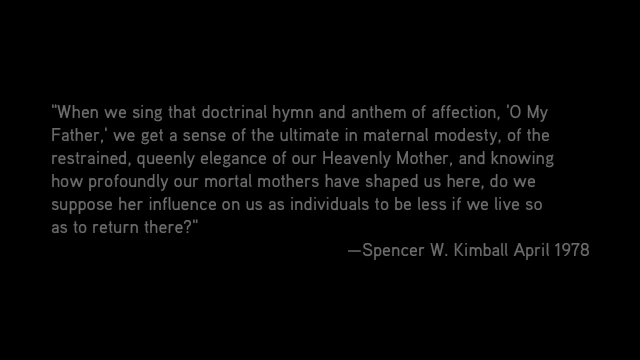 "When we sing that doctrinal hymn and anthem of affection, 'O My
Father,' we get a sense of the ultimate in maternal modesty, of the
restrained, queenly elegance of our Heavenly Mother, and knowing
how profoundly our mortal mothers have shaped us here, do we
suppose her influence on us as individuals to be less if we live so
as to return there?"
—Spencer W. Kimball April 1978